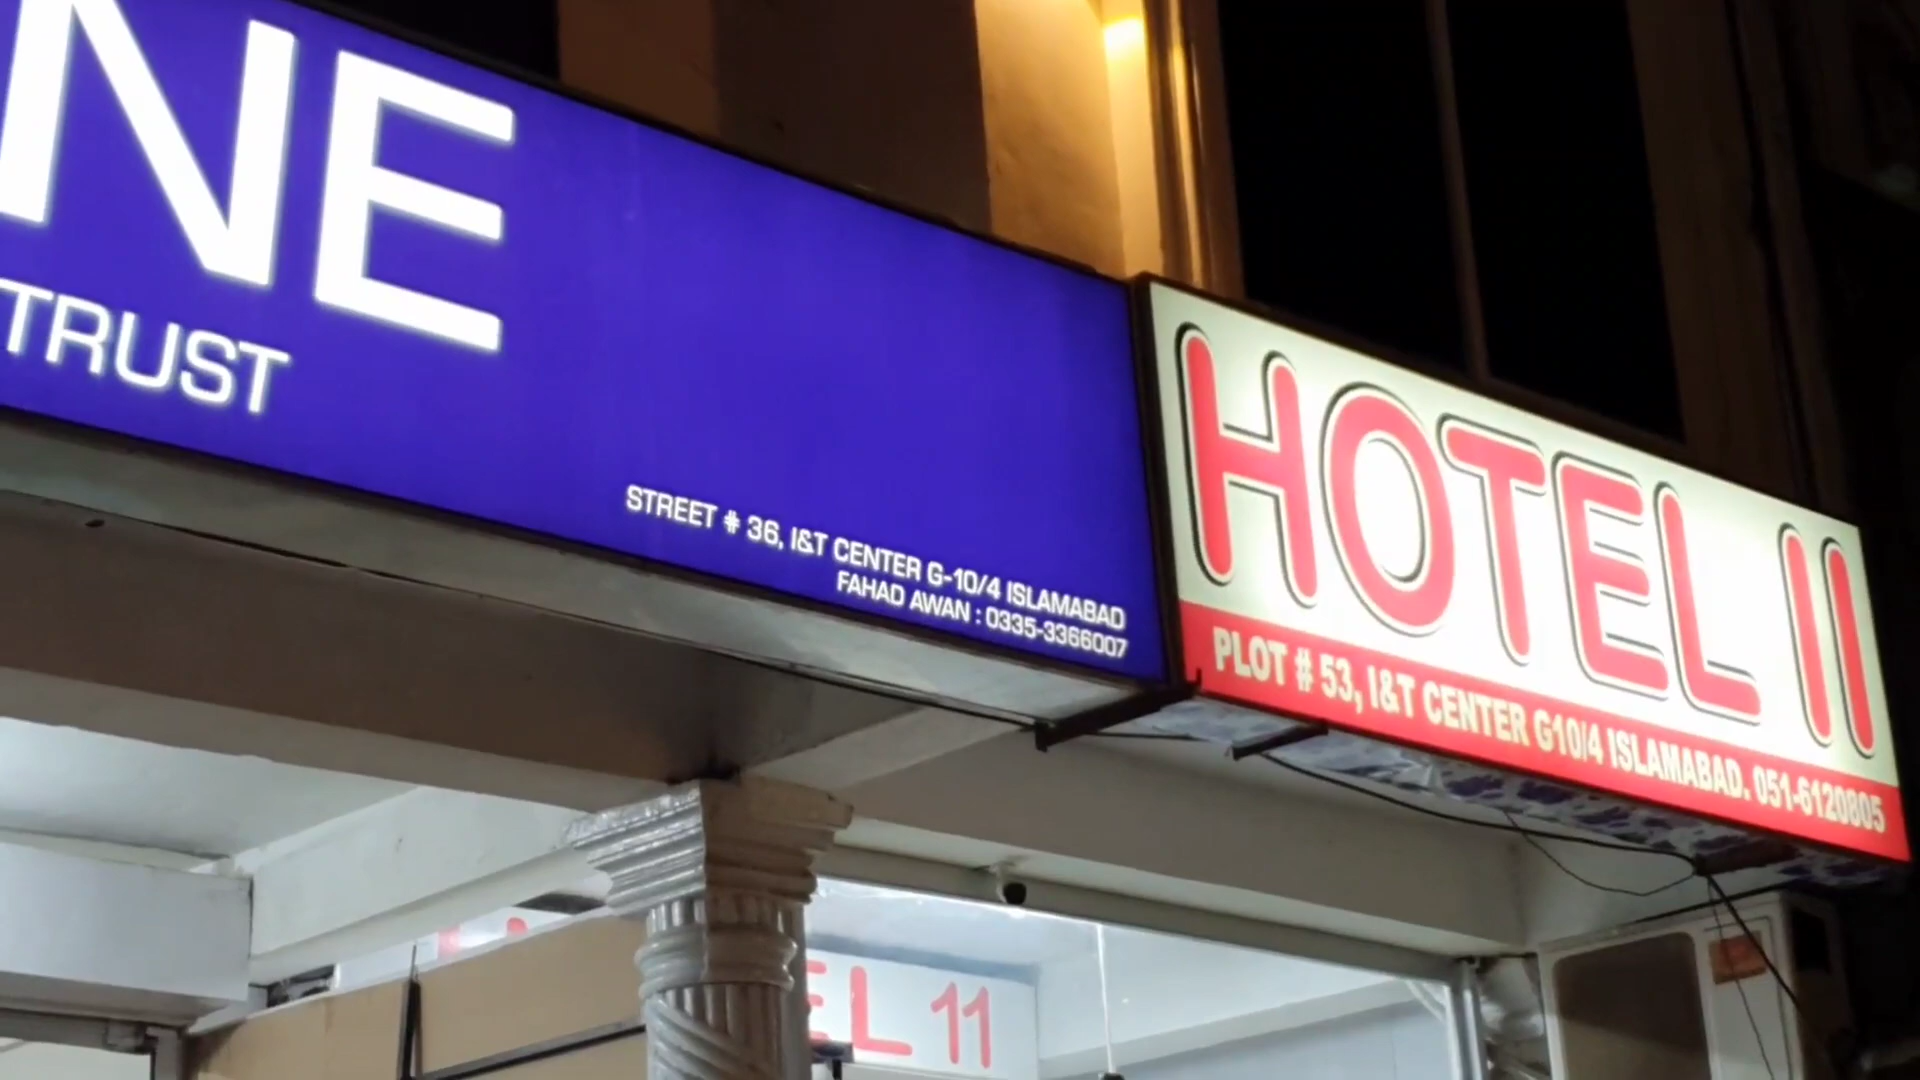 NE
TRUST
STREET # 36, I&T CENTER G-10/4 ISLAMABAD
FAHAD AWAN : 0335-3366007
HOTEL 11
PLOT # 53, I&T CENTER G10/4 ISLAMABAD. 051-6120805
EL 11